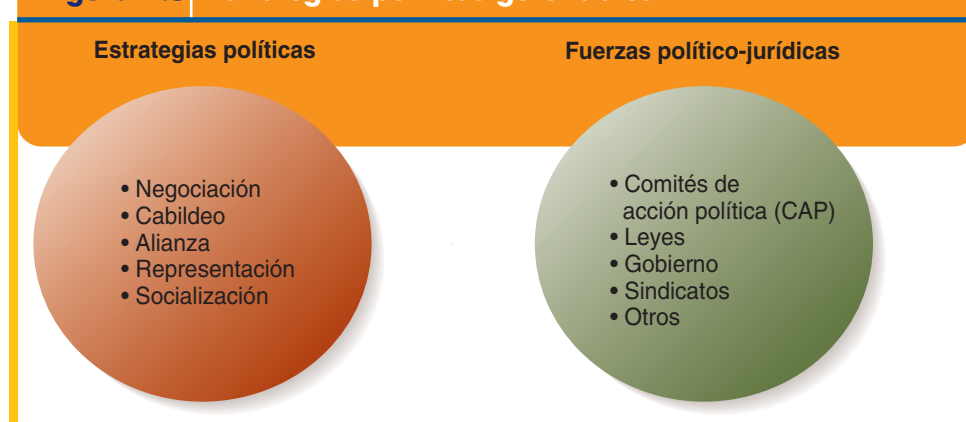 Estrategias políticas
• Negociación
• Cabildeo
• Alianza
• Representación
• Socialización
Fuerzas político-jurídicas
• Comités de
acción política (CAP)
• Leyes
• Gobierno
• Sindicatos
• Otros